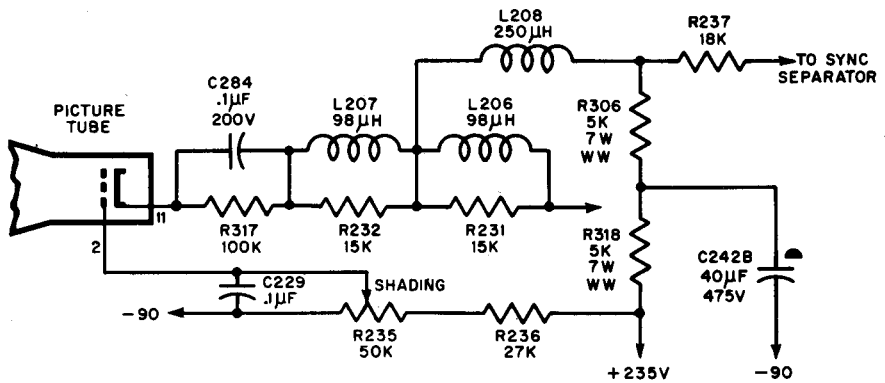 L208
250µH
R237
18K
TO SYNC
SEPARATOR
C284
.1µF
200V
L207
98µH
L206
98µH
R306
5K
7W
WW
PICTURE
TUBE
11
R317
100K
R232
15K
R231
15K
2
R318
5K
7W
WW
C242B
40µF
475V
C229
.1µF
SHADING
-90
R235
50K
R236
27K
+235V
-90